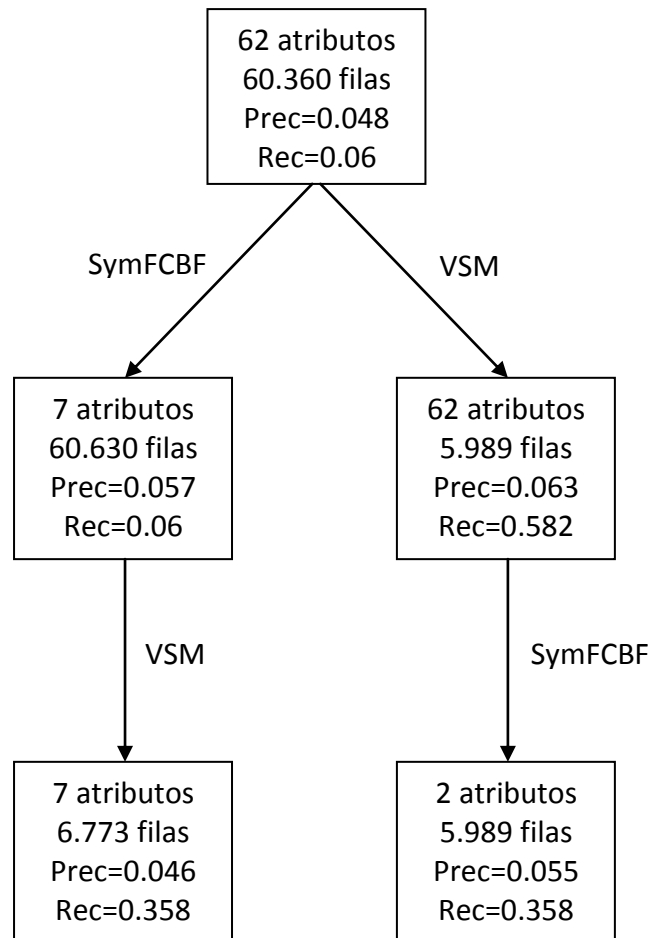 62 atributos
60.360 filas
Prec=0.048
Rec=0.06
SymFCBF
VSM
7 atributos
60.630 filas
Prec=0.057
Rec=0.06
62 atributos
5.989 filas
Prec=0.063
Rec=0.582
VSM
SymFCBF
7 atributos
6.773 filas
Prec=0.046
Rec=0.358
2 atributos
5.989 filas
Prec=0.055
Rec=0.358